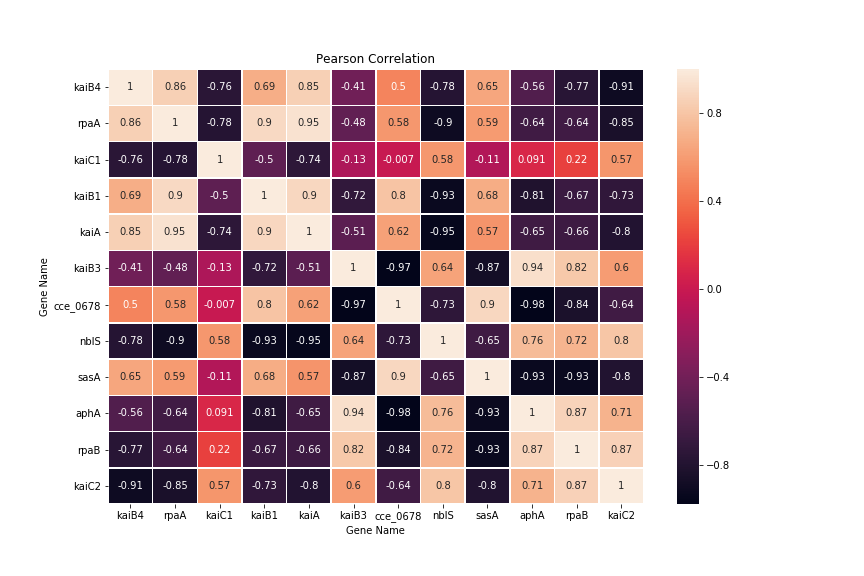 Pearson Correlation
kaiB4 1 0.86 -0.76 0.69 0.85 -0.41 0.5 -0.78 0.65 -0.56 -0.77 -0.91
rpaA 0.86 1 -0.78 0.9 0.95 -0.48 0.58 -0.9 0.59 -0.64 -0.64 -0.85
kaiC1 -0.76 -0.78 1 -0.5 -0.74 -0.13 -0.007 0.58 -0.11 0.091 0.22 0.57
kaiB1 0.69 0.9 -0.5 1 0.9 -0.72 0.8 -0.93 0.68 -0.81 -0.67 -0.73
kaiA 0.85 0.95 -0.74 0.9 1 -0.51 0.62 -0.95 0.57 -0.65 -0.66 -0.8
kaiB3 -0.41 -0.48 -0.13 -0.72 -0.51 1 -0.97 0.64 -0.87 0.94 0.82 0.6
cce_0678 0.5 0.58 -0.007 0.8 0.62 -0.97 1 -0.73 0.9 -0.98 -0.84 -0.64
nblS -0.78 -0.9 0.58 -0.93 -0.95 0.64 -0.73 1 -0.65 0.76 0.72 0.8
sasA 0.65 0.59 -0.11 0.68 0.57 -0.87 0.9 -0.65 1 -0.93 -0.93 -0.8
aphA -0.56 -0.64 0.091 -0.81 -0.65 0.94 -0.98 0.76 -0.93 1 0.87 0.71
rpaB -0.77 -0.64 0.22 -0.67 -0.66 0.82 -0.84 0.72 -0.93 0.87 1 0.87
kaiC2 -0.91 -0.85 0.57 -0.73 -0.8 0.6 -0.64 0.8 -0.8 0.71 0.87 1
kaiB4 rpaA kaiC1 kaiB1 kaiA kaiB3 cce_0678 nblS sasA aphA rpaB kaiC2
Gene Name
Gene Name
0.8
0.4
0.0
−0.4
−0.8